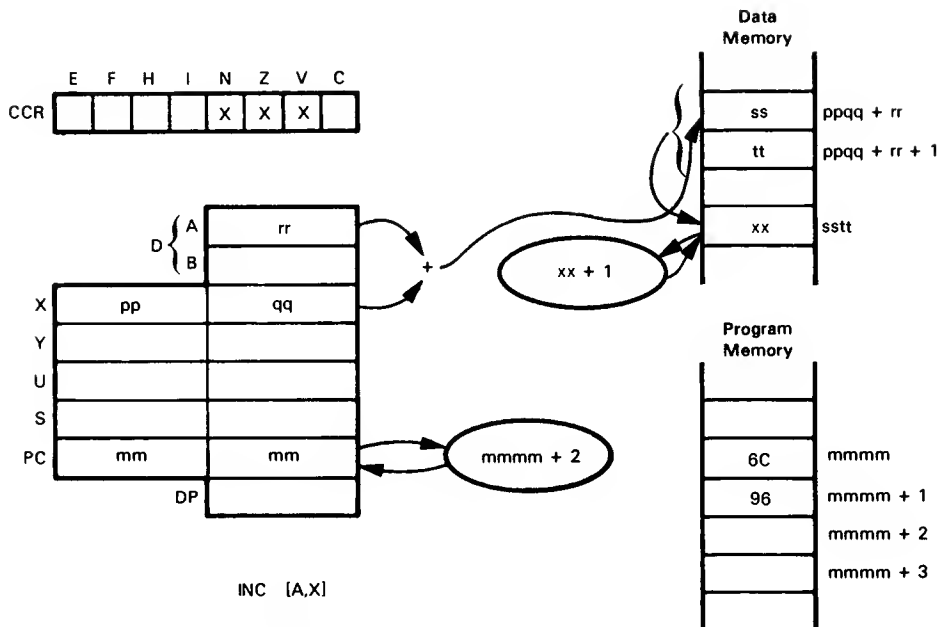 Data
Memory
E F H I N Z V C
CCR X X X
ss ppqq + rr
tt ppqq + rr + 1
xx sstt
D A rr
B
+
xx + 1
X pp qq
Y
U
S
PC mm mm
mmmm + 2
DP
Program
Memory
6C mmmm
96 mmmm + 1
mmmm + 2
mmmm + 3
INC [A,X]